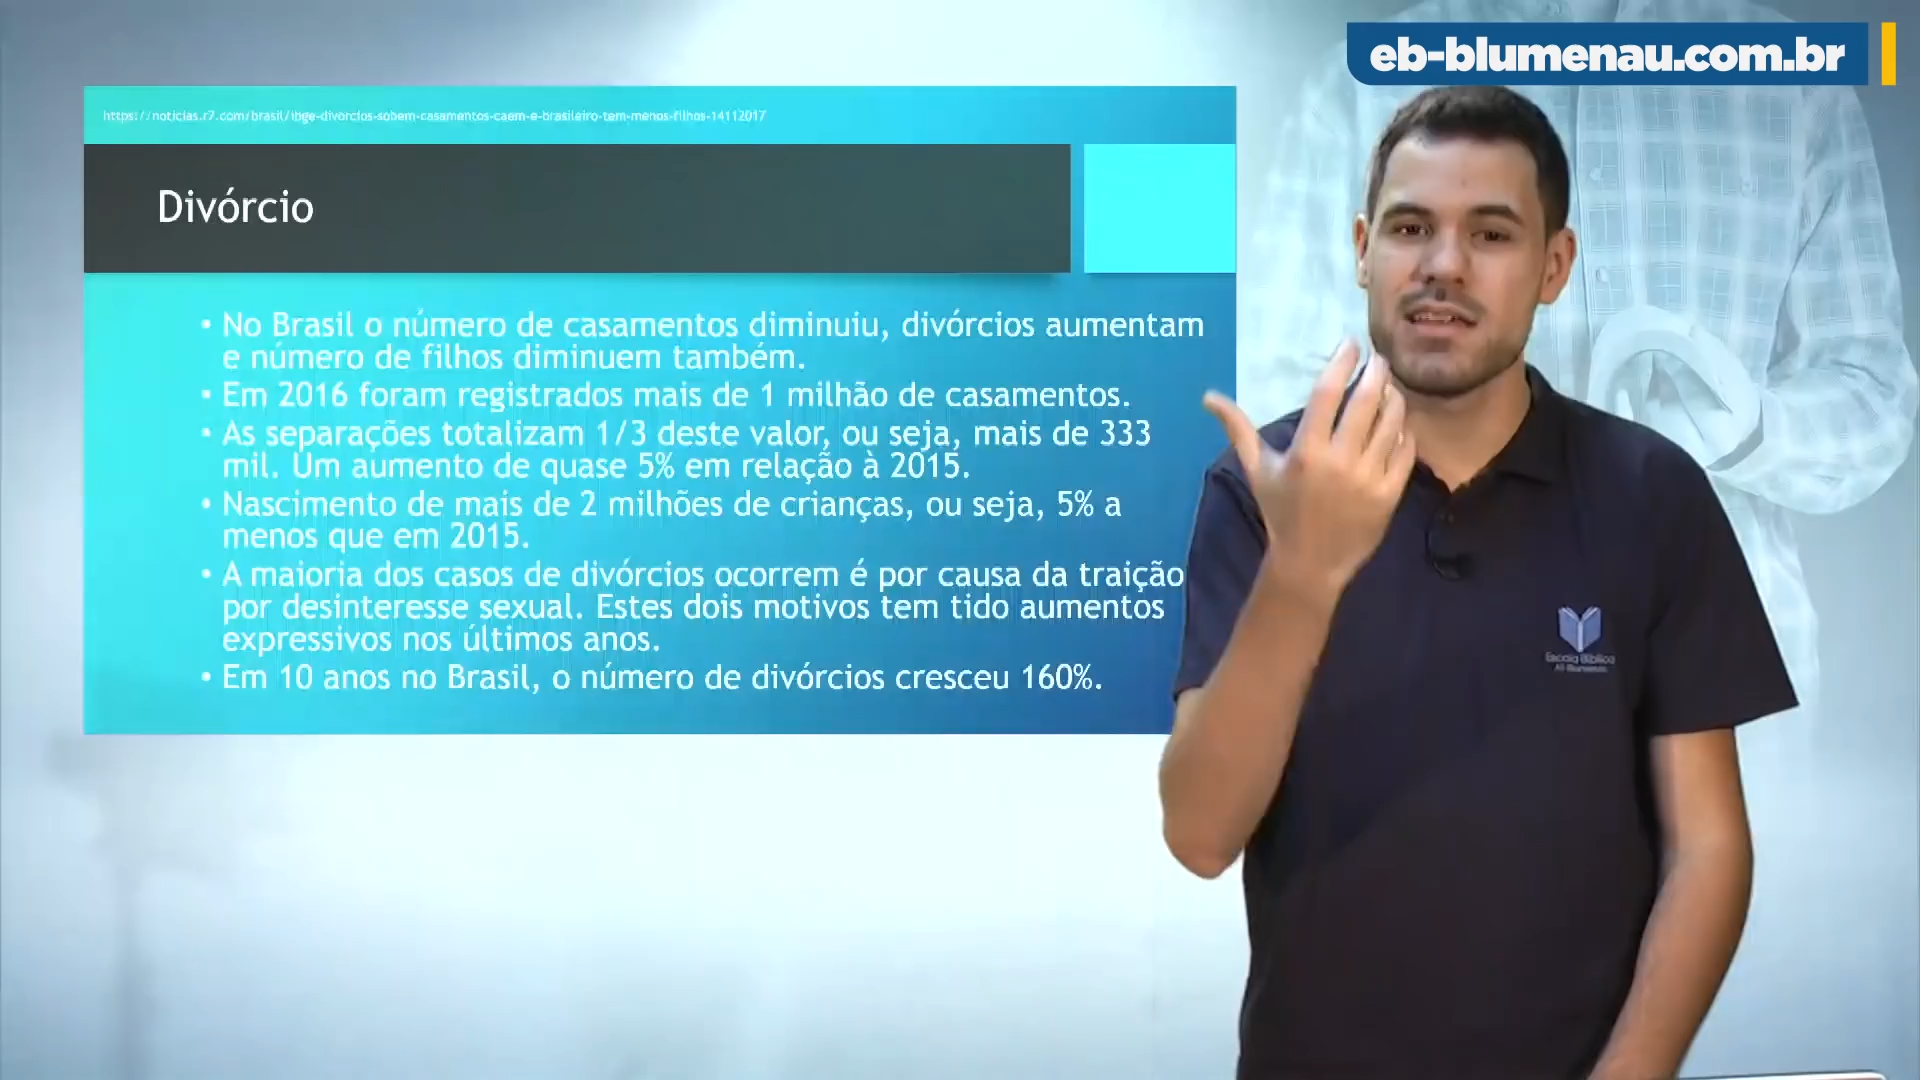 eb-blumenau.com.br
https://noticias.r7.com/brasil/ibge-divorcios-sobem-casamentos-caem-e-brasileiro-tem-menos-filhos-14112017
Divórcio
• No Brasil o número de casamentos diminuiu, divórcios aumentam
e número de filhos diminuem também.
• Em 2016 foram registrados mais de 1 milhão de casamentos.
• As separações totalizam 1/3 deste valor, ou seja, mais de 333
mil. Um aumento de quase 5% em relação à 2015.
• Nascimento de mais de 2 milhões de crianças, ou seja, 5% a
menos que em 2015.
• A maioria dos casos de divórcios ocorrem é por causa da traição
por desinteresse sexual. Estes dois motivos tem tido aumentos
expressivos nos últimos anos.
• Em 10 anos no Brasil, o número de divórcios cresceu 160%.
Escola Bíblica